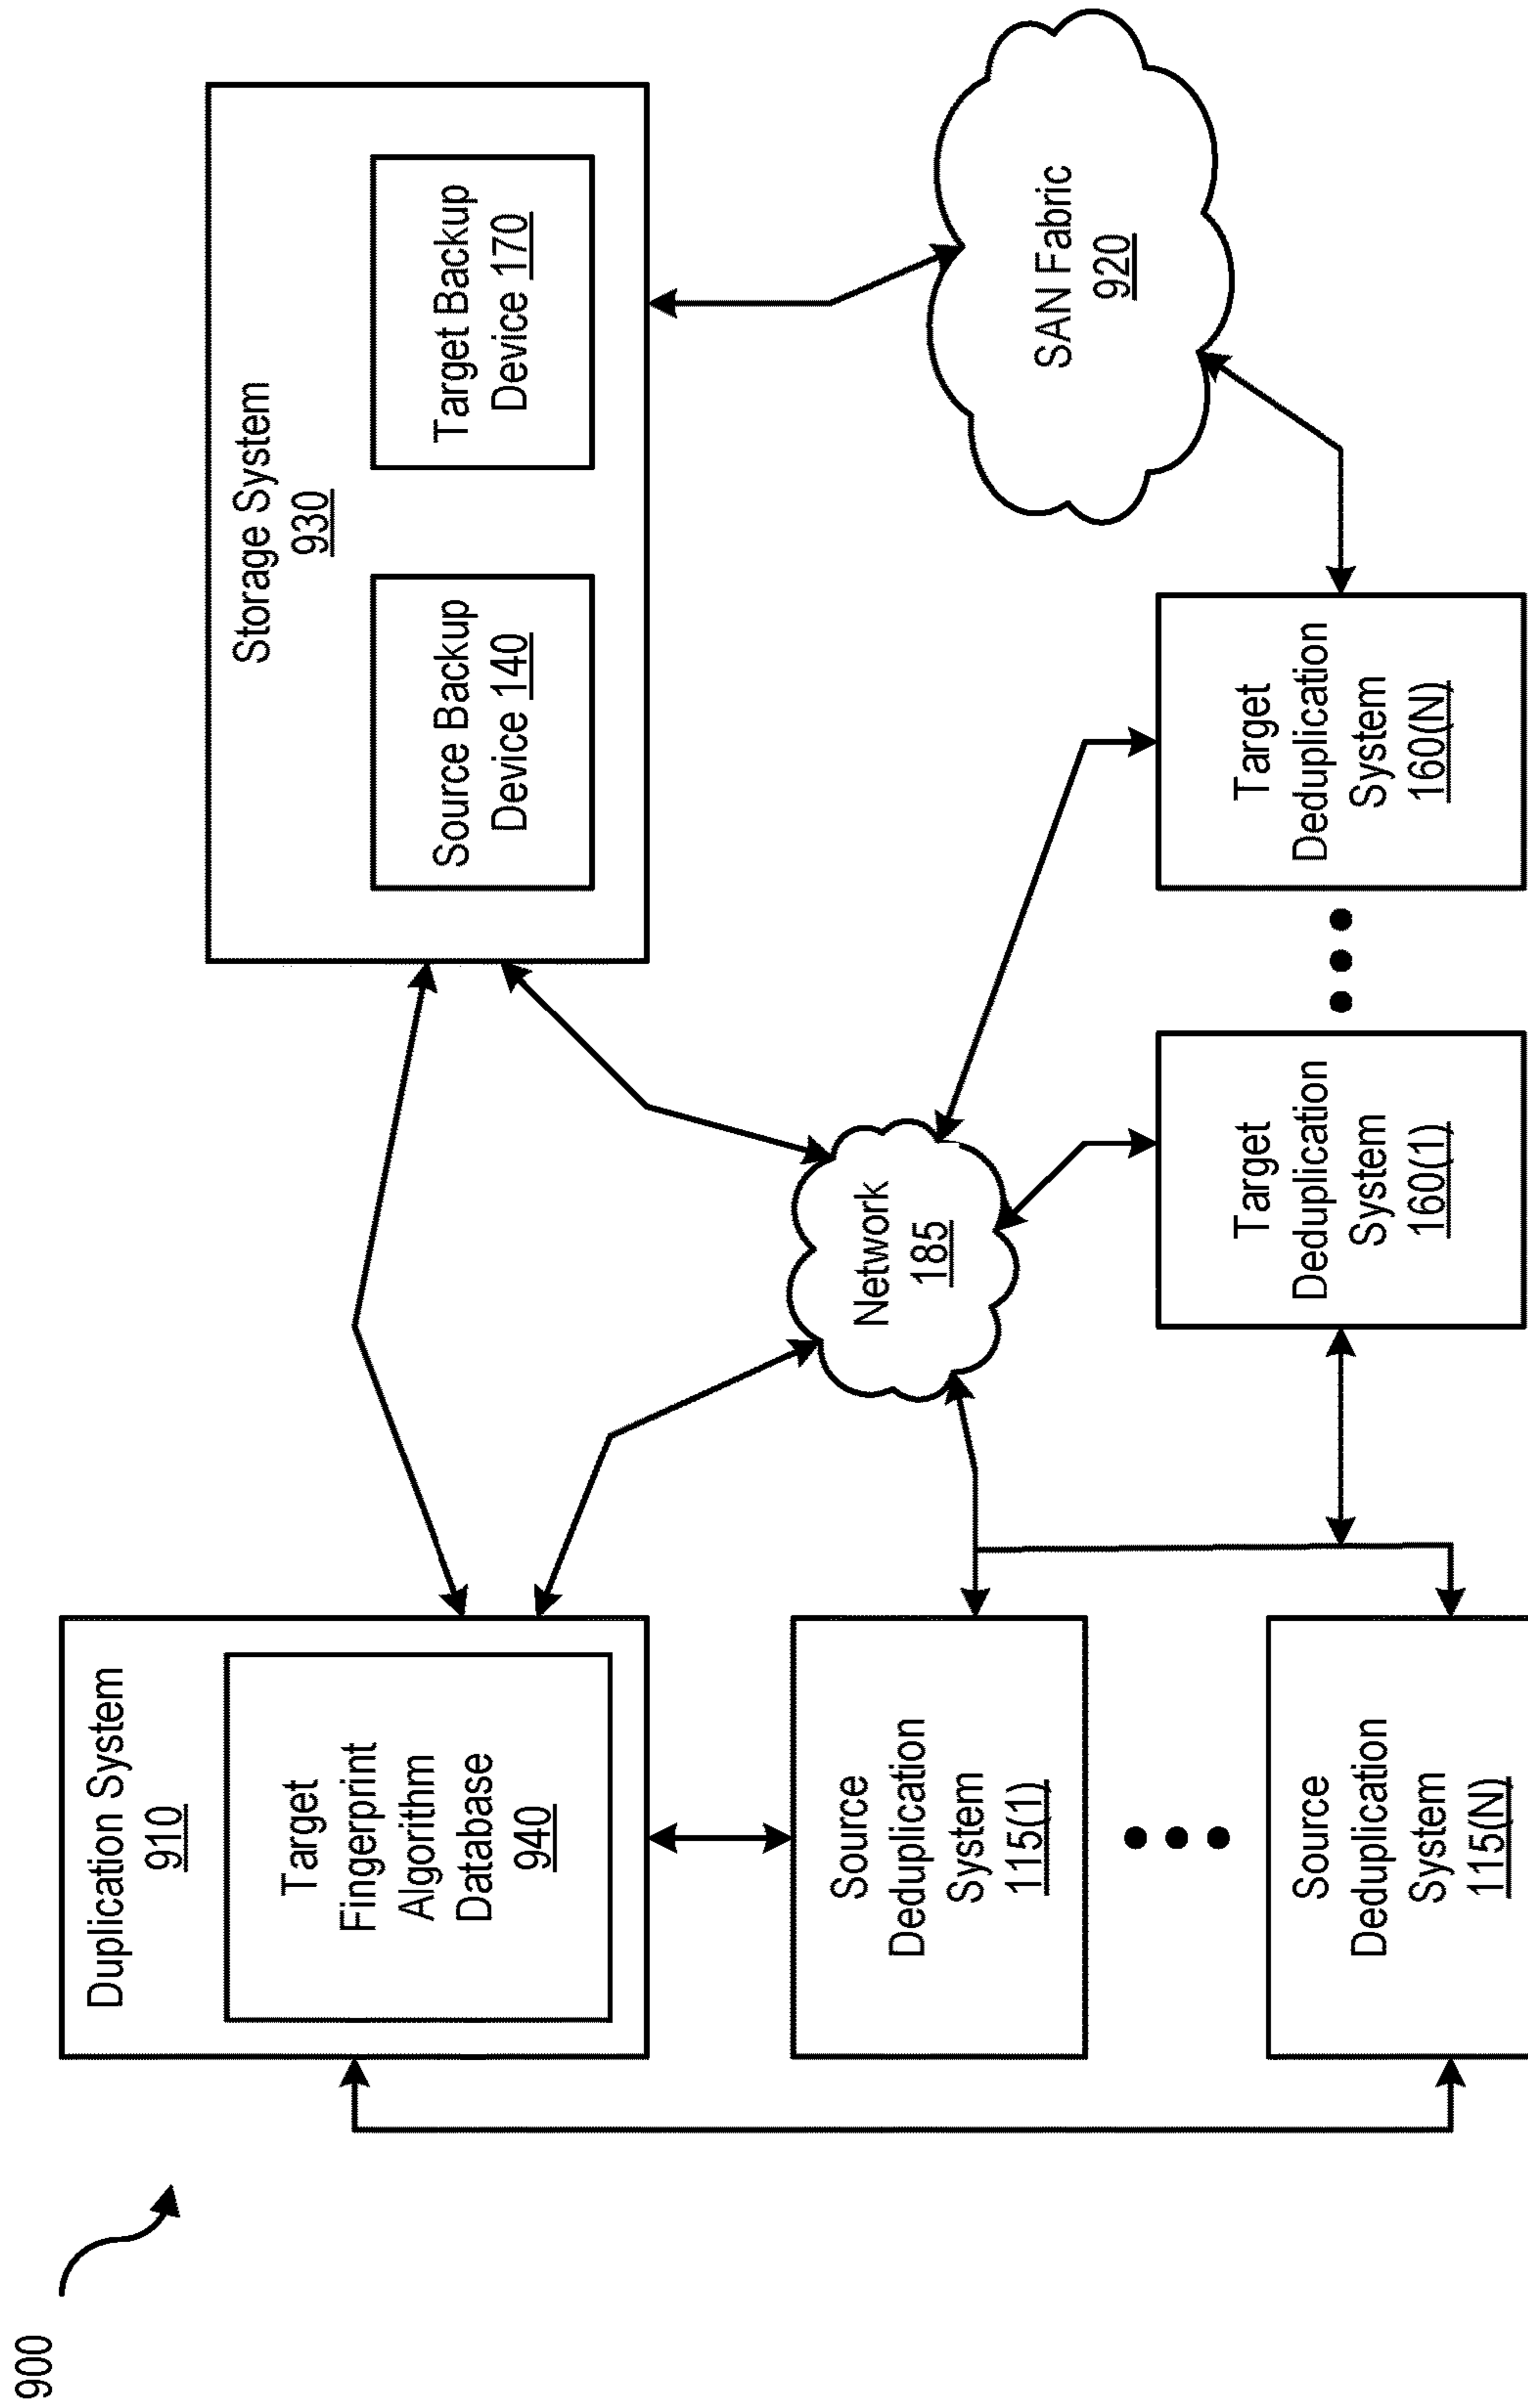 900
Duplication System
910
Target
Fingerprint
Algorithm
Database
940
Storage System
930
Source Backup
Device 140
Target Backup
Device 170
Network
185
SAN Fabric
920
Source
Deduplication
System
115(1)
Source
Deduplication
System
115(N)
Target
Deduplication
System
160(1)
Target
Deduplication
System
160(N)